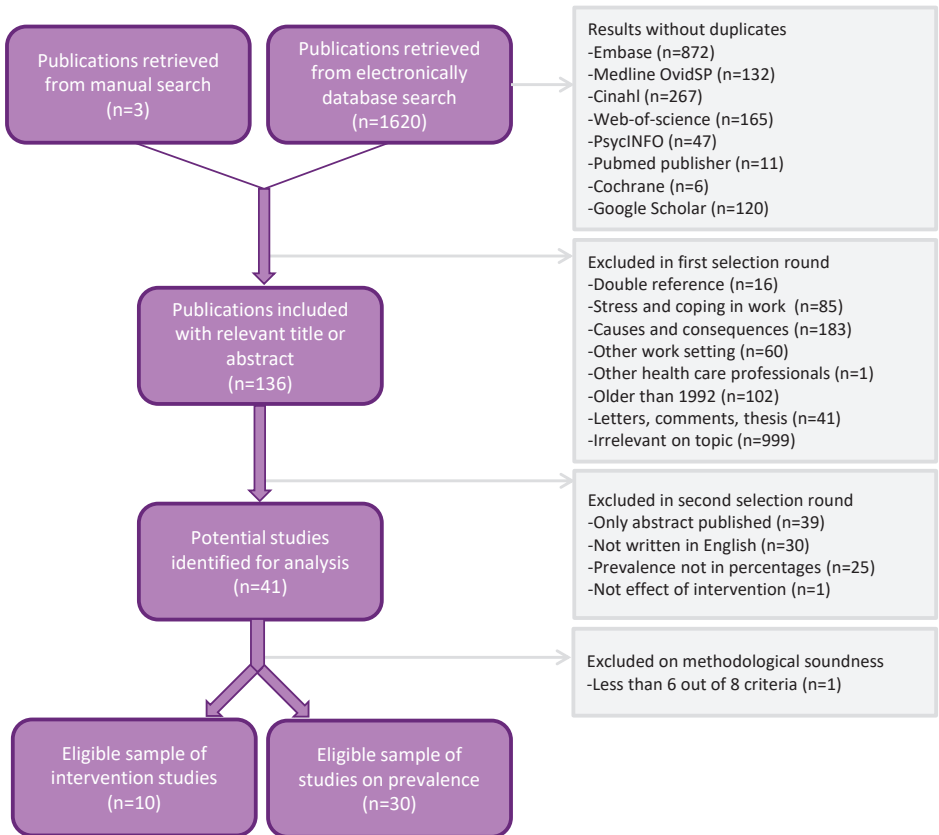 Publications retrieved
from manual search
(n=3)
Publications retrieved
from electronically
database search
(n=1620)
Results without duplicates
-Embase (n=872)
-Medline OvidSP (n=132)
-Cinahl (n=267)
-Web-of-science (n=165)
-PsycINFO (n=47)
-Pubmed publisher (n=11)
-Cochrane (n=6)
-Google Scholar (n=120)
Excluded in first selection round
-Double reference (n=16)
-Stress and coping in work (n=85)
-Causes and consequences (n=183)
-Other work setting (n=60)
-Other health care professionals (n=1)
-Older than 1992 (n=102)
-Letters, comments, thesis (n=41)
-Irrelevant on topic (n=999)
Publications included
with relevant title or
abstract
(n=136)
Excluded in second selection round
-Only abstract published (n=39)
-Not written in English (n=30)
-Prevalence not in percentages (n=25)
-Not effect of intervention (n=1)
Potential studies
identified for analysis
(n=41)
Excluded on methodological soundness
-Less than 6 out of 8 criteria (n=1)
Eligible sample of
intervention studies
(n=10)
Eligible sample of
studies on prevalence
(n=30)